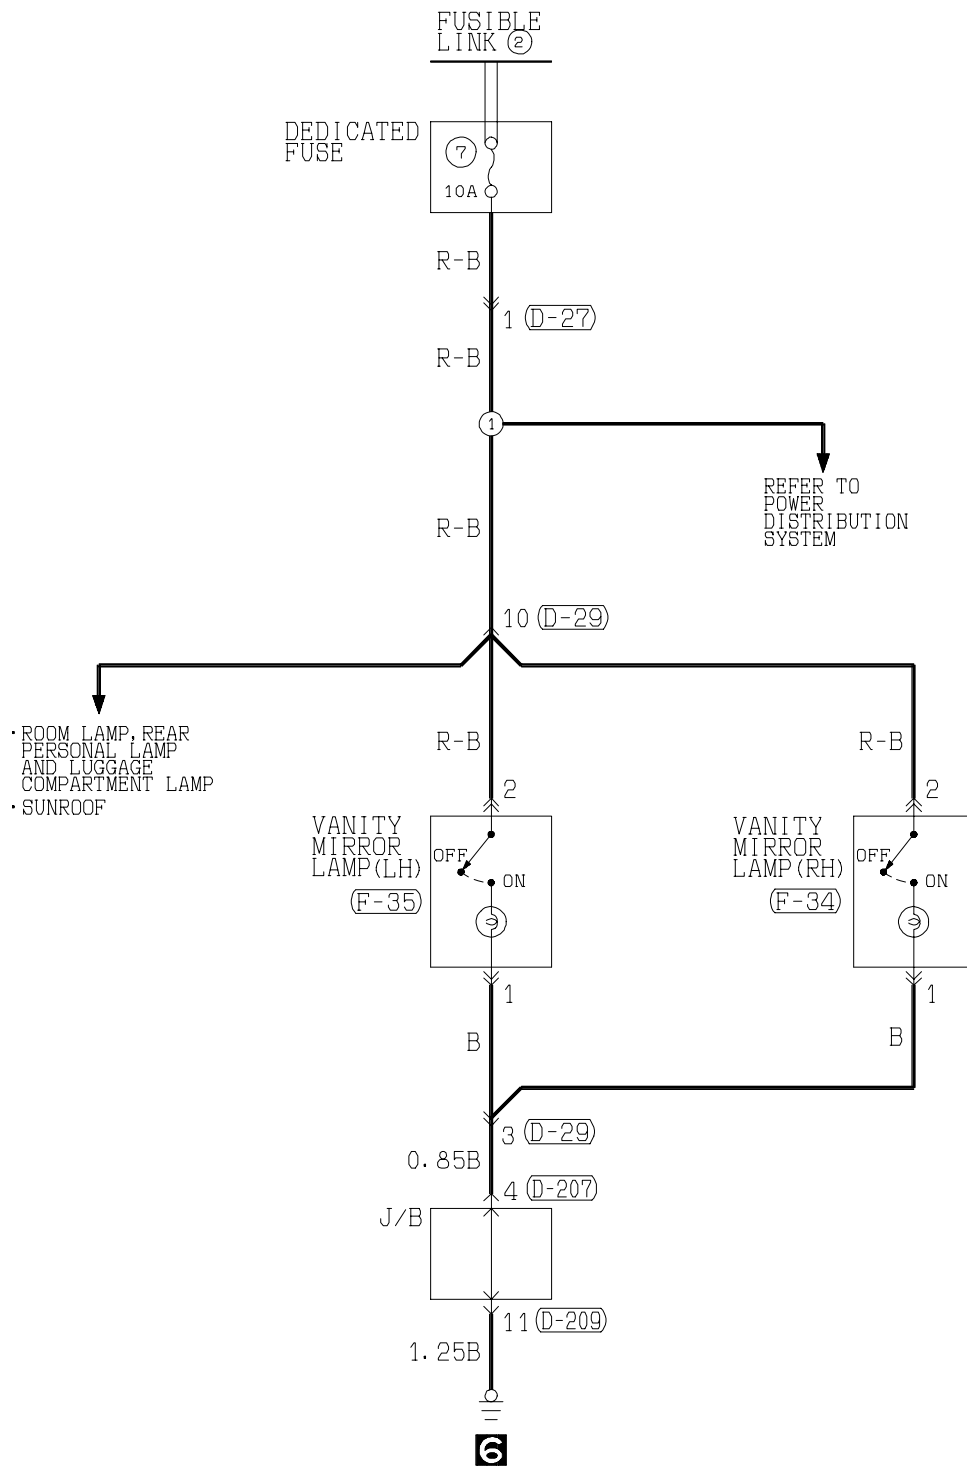 FUSIBLE
LINK ②
DEDICATED
FUSE
⑦
10A
R-B
1 (D-27)
R-B
①
REFER TO
POWER
DISTRIBUTION
SYSTEM
R-B
10 (D-29)
·ROOM LAMP, REAR
PERSONAL LAMP
AND LUGGAGE
COMPARTMENT LAMP
·SUNROOF
R-B
R-B
2
2
VANITY
MIRROR
LAMP(LH)
(F-35)
OFF
ON
VANITY
MIRROR
LAMP(RH)
(F-34)
OFF
ON
1
1
B
B
3 (D-29)
0.85B
4 (D-207)
J/B
11 (D-209)
1.25B
6